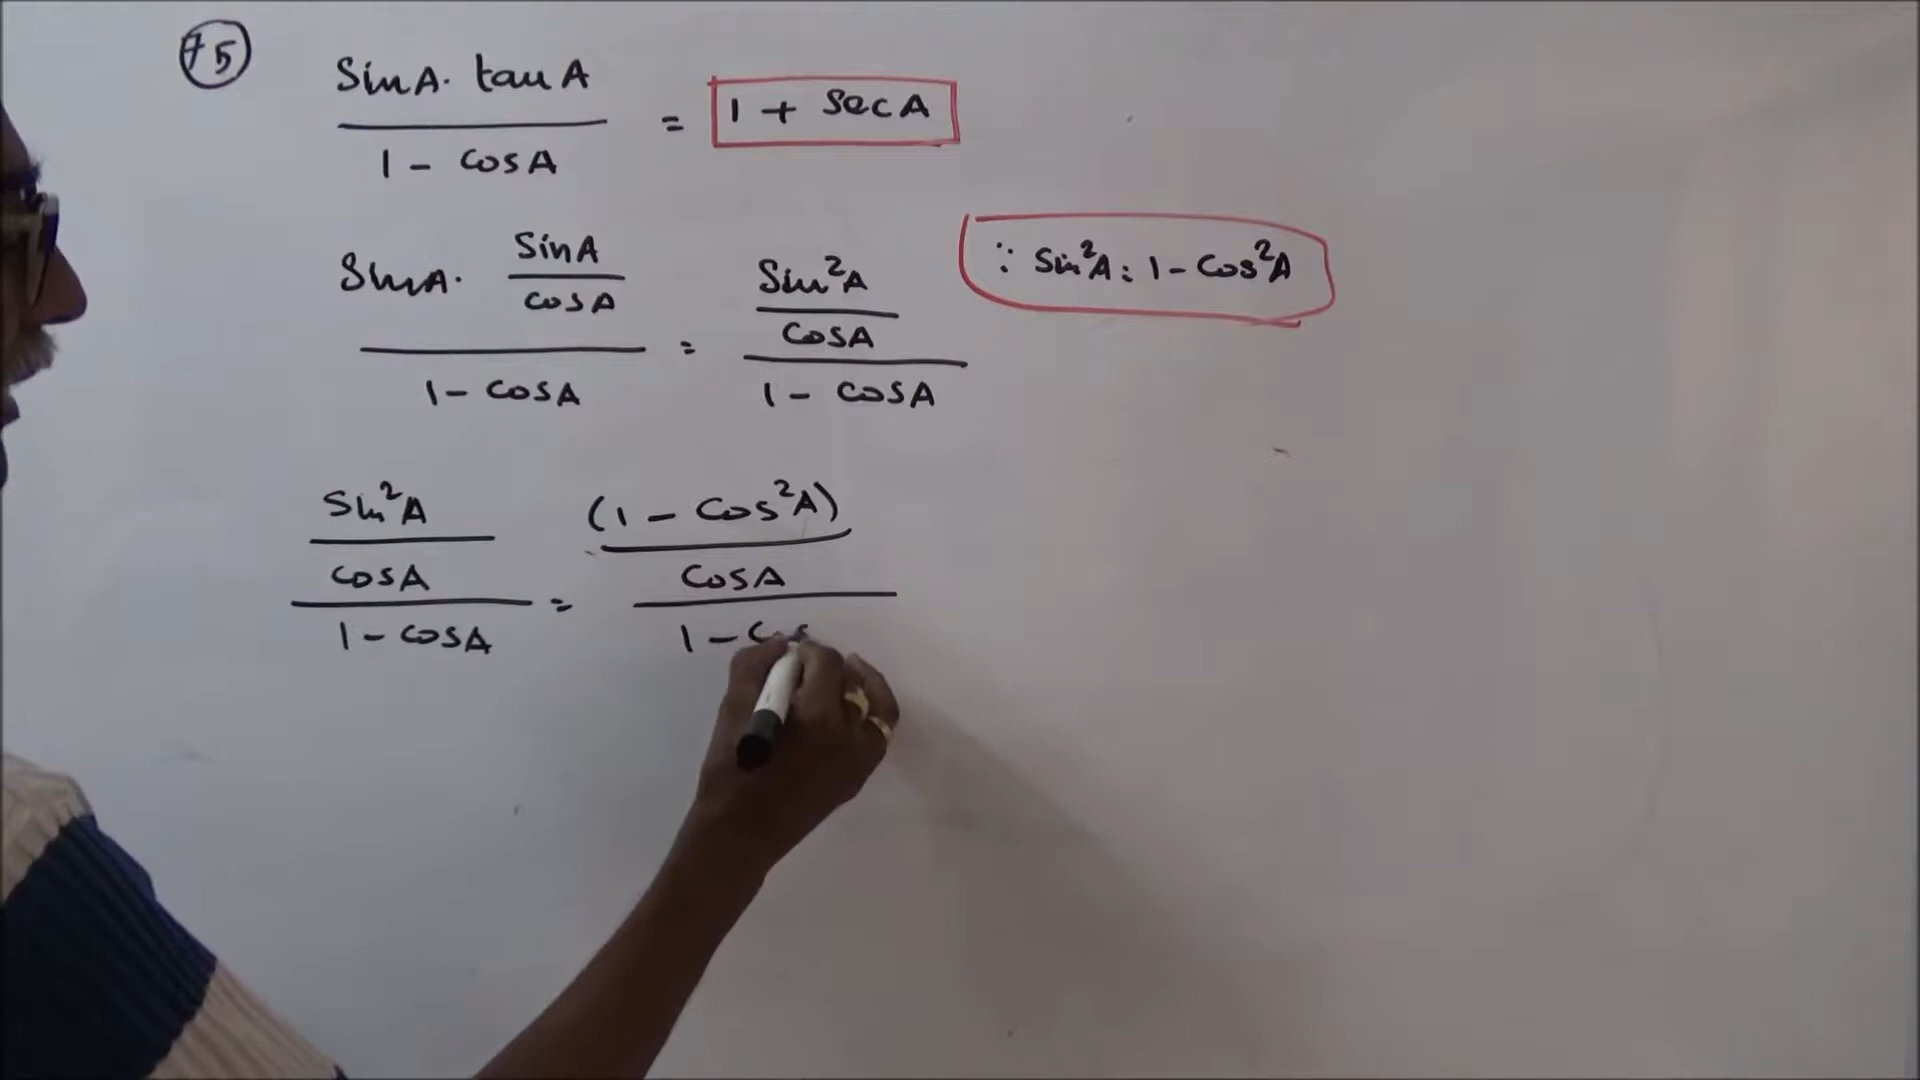 75
SinA. tanA / 1 - cosA = 1 + secA
SinA. SinA/cosA / 1 - cosA = Sin²A/cosA / 1 - cosA
∵ Sin²A = 1 - Cos²A
Sin²A/cosA / 1 - cosA = (1 - Cos²A)/cosA / 1 - Cos